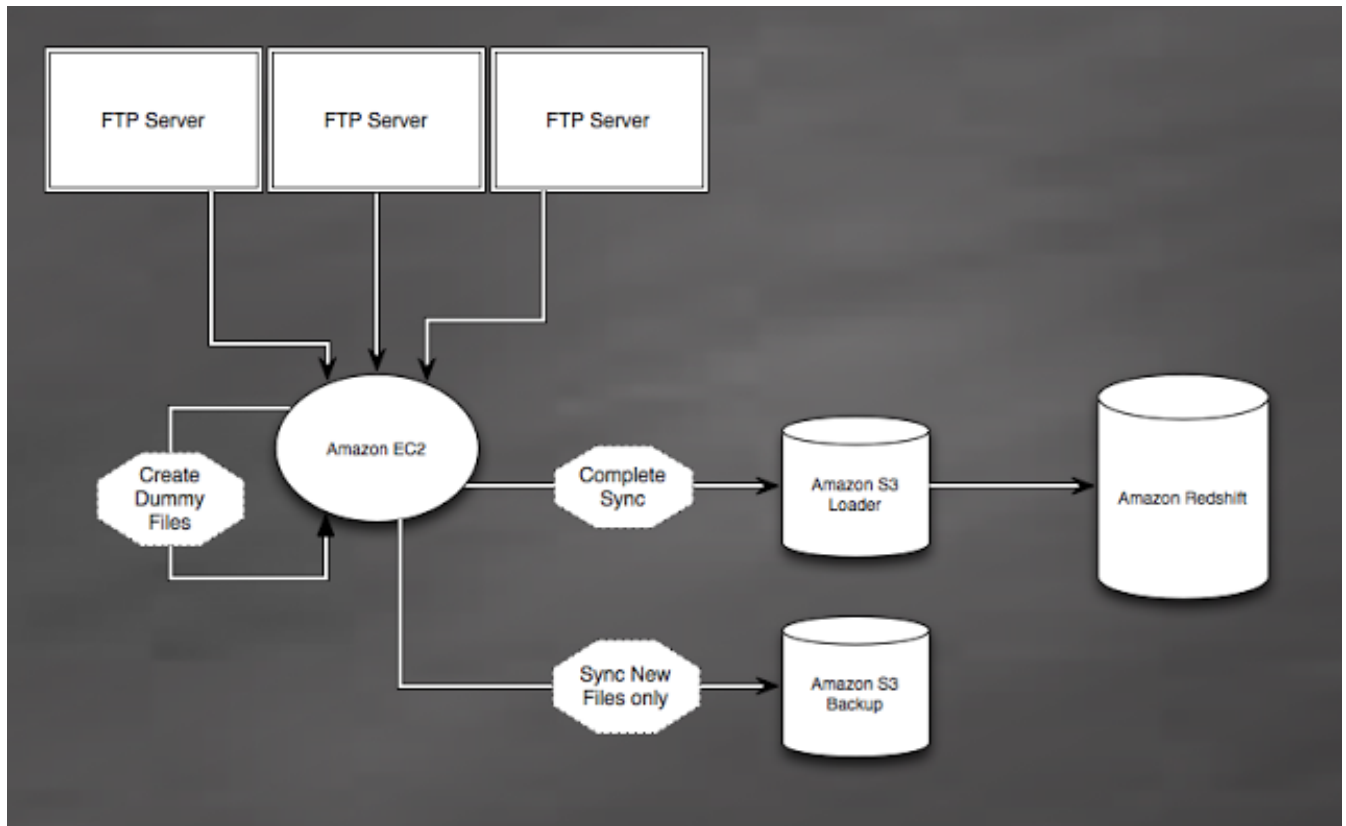 FTP Server
FTP Server
FTP Server
Amazon EC2
Create
Dummy
Files
Complete
Sync
Amazon S3
Loader
Amazon Redshift
Sync New
Files only
Amazon S3
Backup